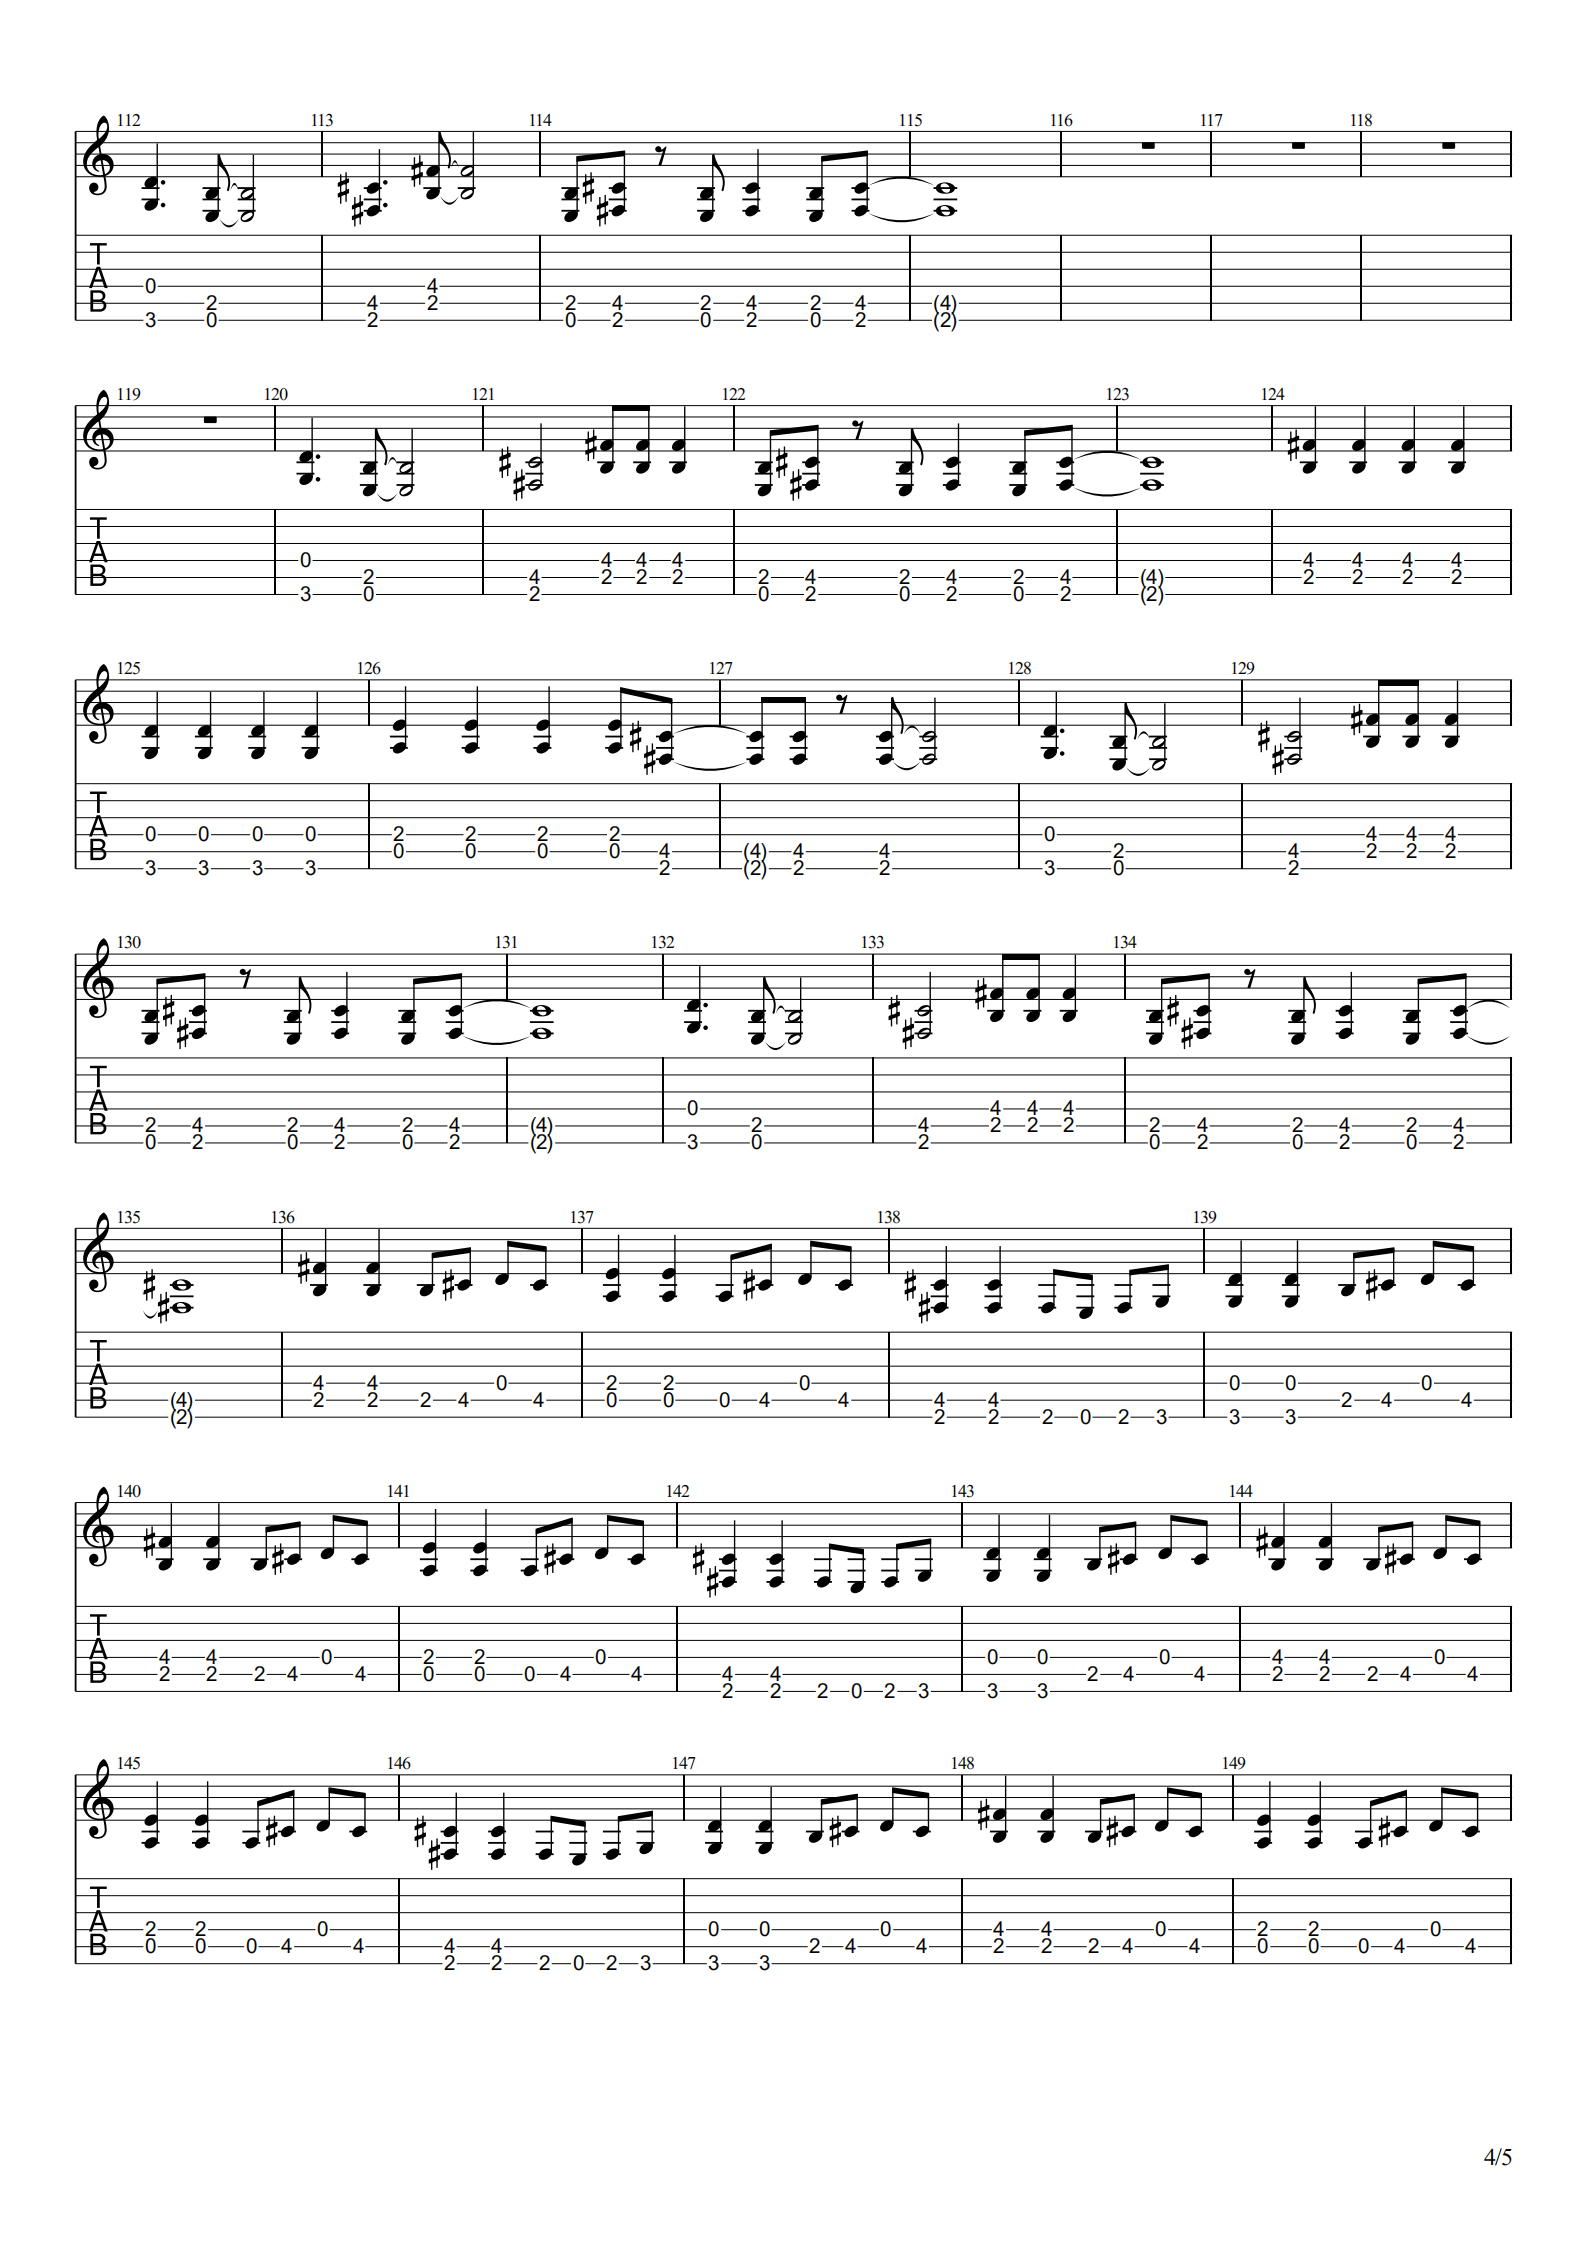 112 113 114 115 116 117 118
T 0 4
A 2 4 2 2 4 2 4 2 4 (4)
B 3 0 2 0 2 0 2 0 2 (2)
119 120 121 122 123 124
T 0 4 4 4 4 4 4 4
A 2 4 2 2 2 2 4 2 4 2 4 (4) 2 2 2 2
B 3 0 2 0 2 0 2 0 2 (2)
125 126 127 128 129
T 0 0 0 0 2 2 2 2 0 4 4 4
A 0 0 0 0 4 (4) 4 4 2 4 2 2 2
B 3 3 3 3 2 (2) 2 2 3 0 2
130 131 132 133 134
T 0 4 4 4
A 2 4 2 4 2 4 (4) 2 4 2 2 2 2 4 2 4 2 4
B 0 2 0 2 0 2 (2) 3 0 2 0 2 0 2 0 2
135 136 137 138 139
T 4 4 0 2 2 0 0 0 0
A (4) 2 2 2 4 4 0 0 0 4 4 4 4 2 4 4
B (2) 2 2 2 0 2 3 3 3
140 141 142 143 144
T 4 4 0 2 2 0 0 0 0 4 4 0
A 2 2 2 4 4 0 0 0 4 4 4 4 2 4 4 2 2 2 4 4
B 2 2 2 0 2 3 3 3
145 146 147 148 149
T 2 2 0 0 0 0 4 4 0 2 2 0
A 0 0 0 4 4 4 4 2 4 4 2 2 2 4 4 0 0 0 4 4
B 2 2 2 0 2 3 3 3
4/5